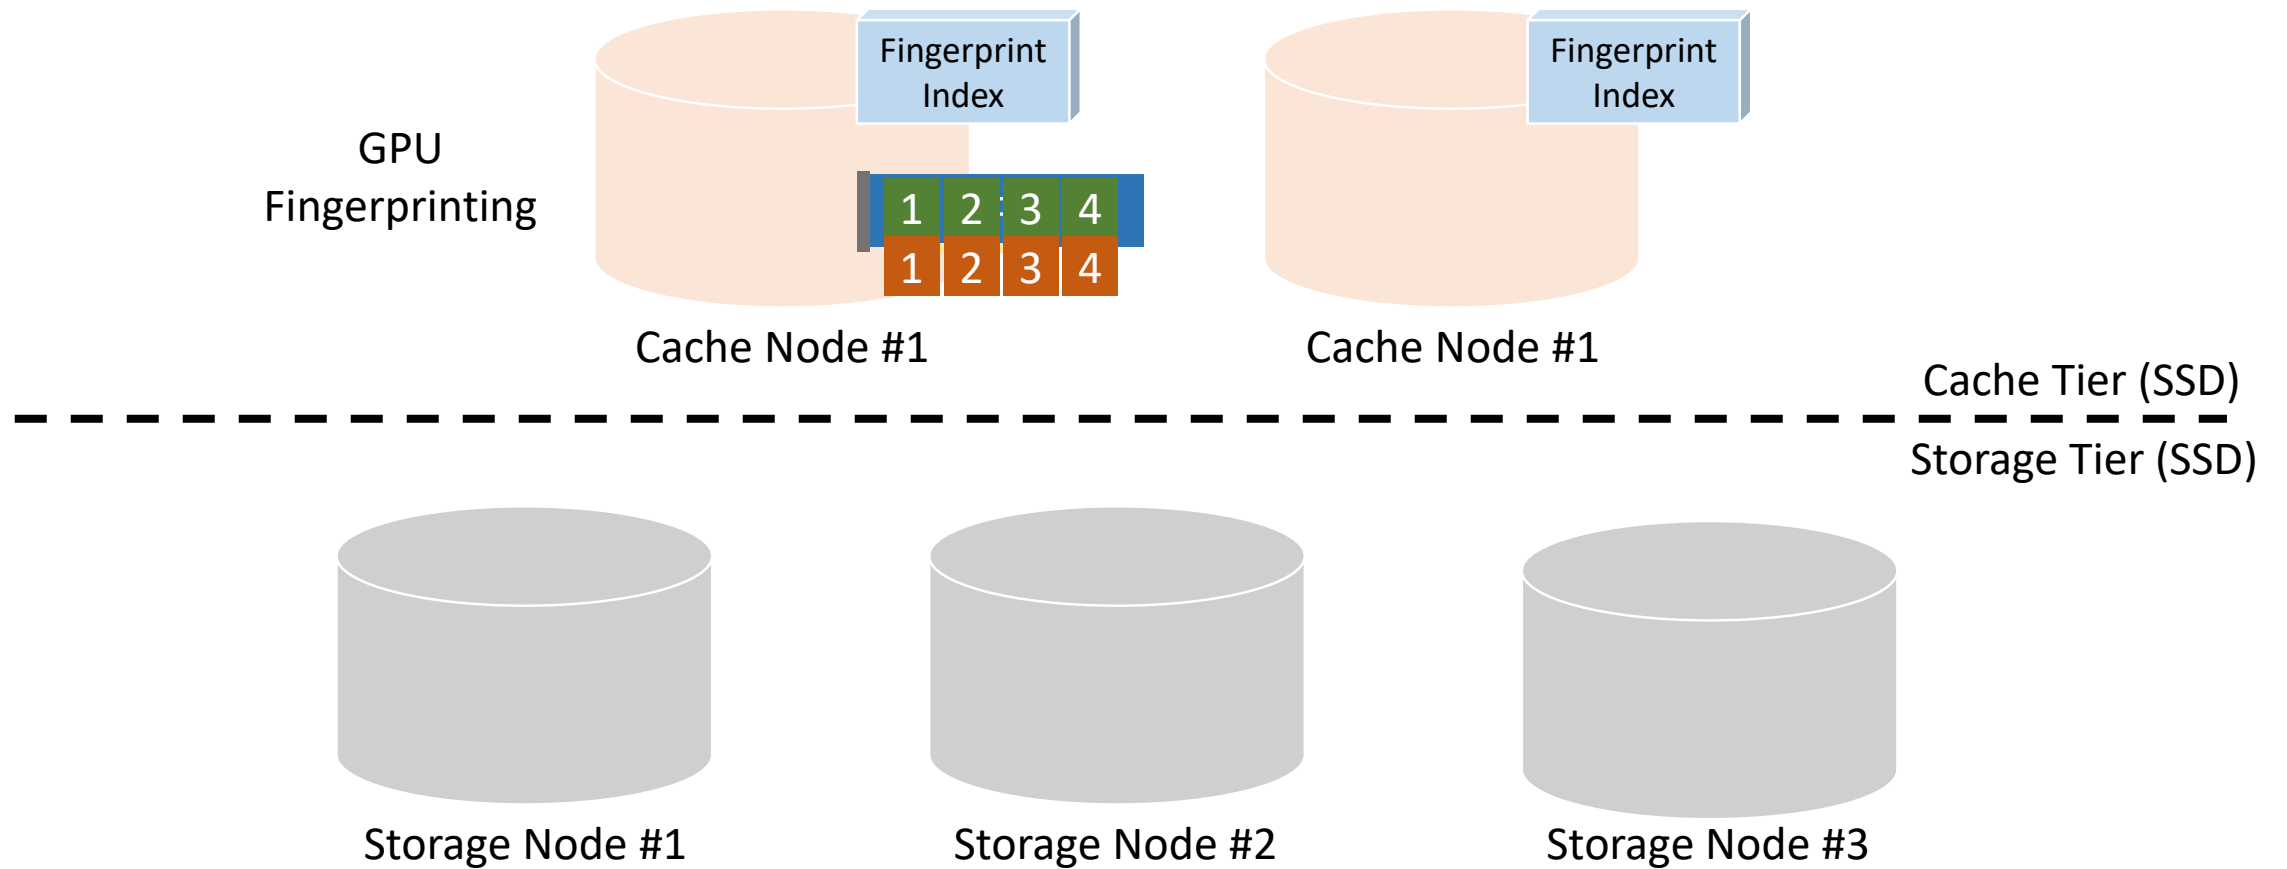 Fingerprint
Index
Fingerprint
Index
GPU
Fingerprinting
1 2 3 4
1 2 3 4
Cache Node #1
Cache Node #1
Cache Tier (SSD)
Storage Tier (SSD)
Storage Node #1
Storage Node #2
Storage Node #3